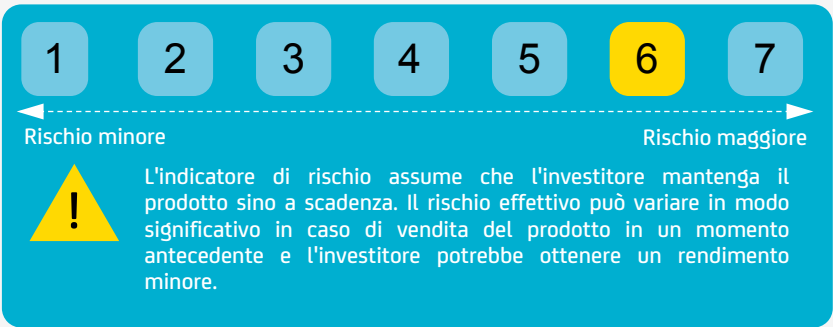 1 2 3 4 5 6 7
Rischio minore Rischio maggiore
!
L'indicatore di rischio assume che l'investitore mantenga il
prodotto sino a scadenza. Il rischio effettivo può variare in modo
significativo in caso di vendita del prodotto in un momento
antecedente e l'investitore potrebbe ottenere un rendimento
minore.